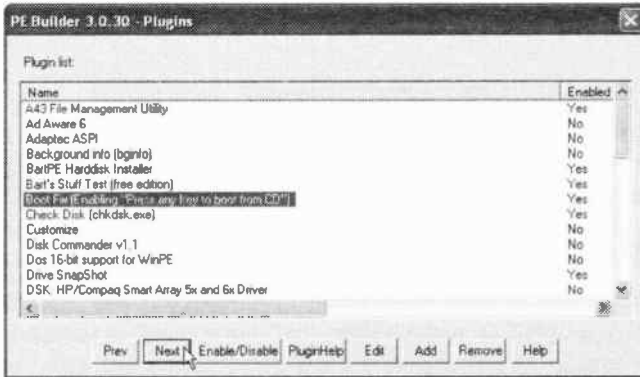 PE Builder 3.0.30 - Plugins
Plugin list:
Name Enabled
A43 File Management Utility Yes
Ad Aware 6 No
Adaptec ASPI No
Background info (bginfo) No
BartPE Harddisk Installer Yes
Bart's Stuff Test (free edition) Yes
Boot Fix (Enabling "Press any key to boot from CD") Yes
Check Disk (chkdsk.exe) Yes
Customize No
Disk Commander v1.1 No
Dos 16-bit support for WinPE No
Drive SnapShot Yes
DSK: HP/Compaq Smart Array 5x and 6x Driver No
Prev Next Enable/Disable PluginHelp Edit Add Remove Help